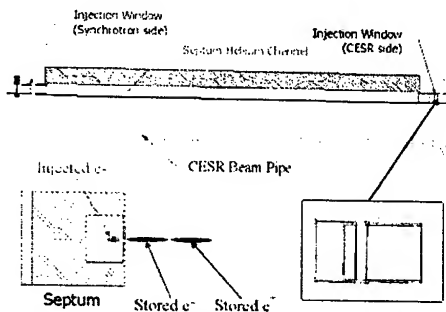 Injection Window
(Synchrotron side)
Injection Window
(CESR side)
Septum Helium Channel
Injected e-
CESR Beam Pipe
Septum
Stored e-
Stored e+